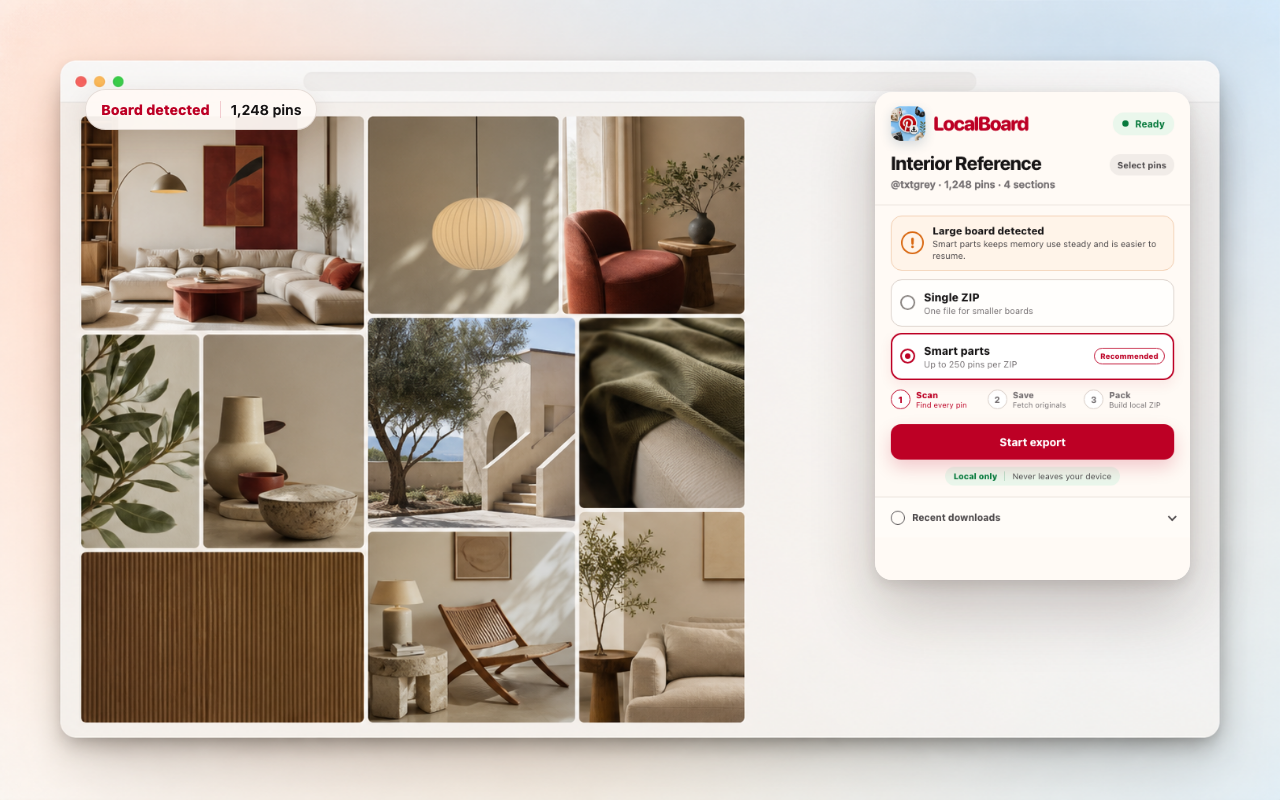 Board detected 1,248 pins
LocalBoard
Ready
Interior Reference
Select pins
@txtgrey · 1,248 pins · 4 sections
!
Large board detected
Smart parts keeps memory use steady and is easier to
resume.
Single ZIP
One file for smaller boards
Smart parts
Up to 250 pins per ZIP
Recommended
1 Scan
Find every pin
2 Save
Fetch originals
3 Pack
Build local ZIP
Start export
Local only Never leaves your device
Recent downloads